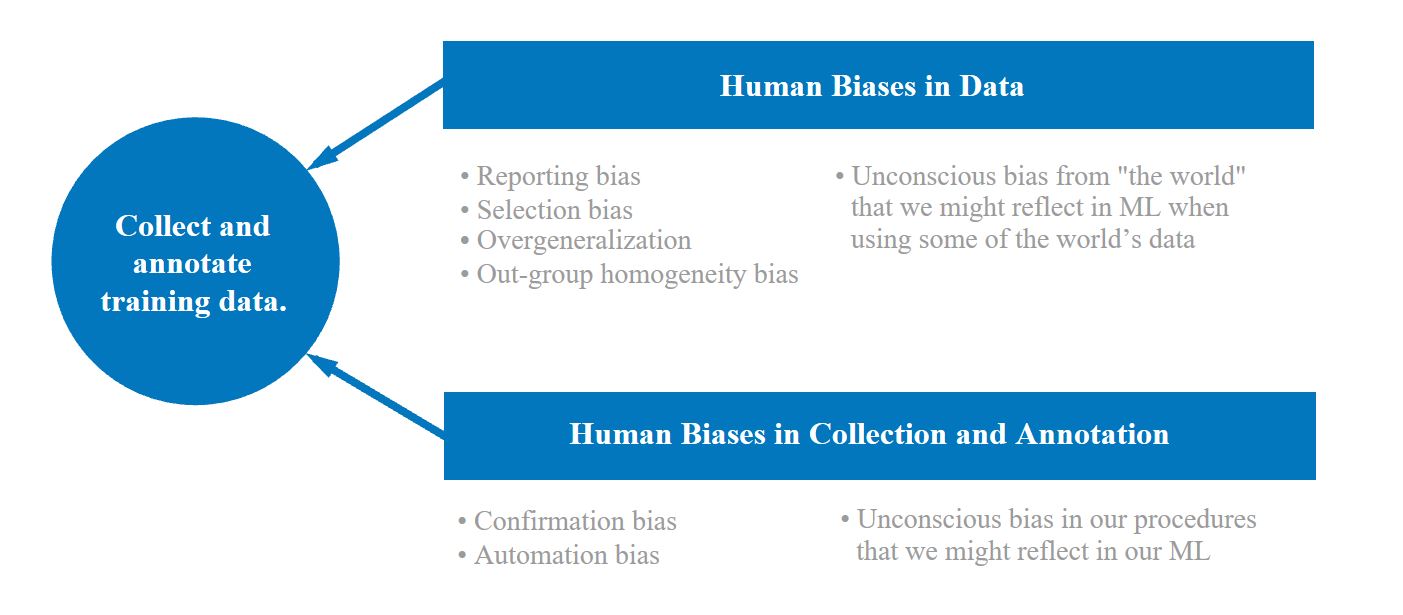 Collect and
annotate
training data.
Human Biases in Data
• Reporting bias
• Selection bias
• Overgeneralization
• Out-group homogeneity bias
• Unconscious bias from "the world"
that we might reflect in ML when
using some of the world’s data
Human Biases in Collection and Annotation
• Confirmation bias
• Automation bias
• Unconscious bias in our procedures
that we might reflect in our ML